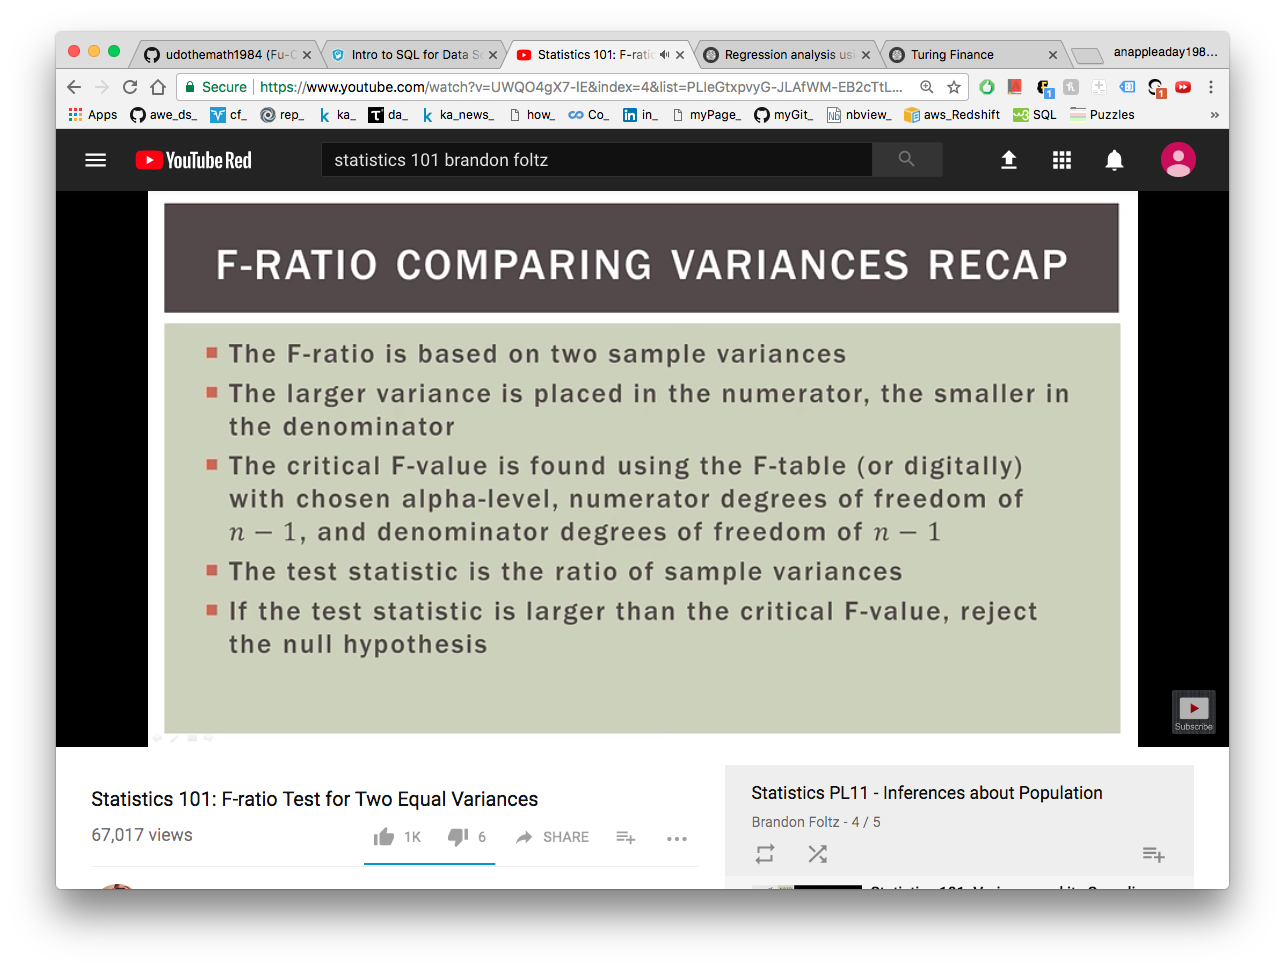 udothemath1984 (Fu-C
Intro to SQL for Data Sc
Statistics 101: F-ratio
Regression analysis usi
Turing Finance
anappleaday198...
Secure https://www.youtube.com/watch?v=UWQO4gX7-IE&index=4&list=PLIeGtxpvyG-JLAfWM-EB2cTtL...
Apps awe_ds_ cf_ rep_ ka_ da_ ka_news_ how_ Co_ in_ myPage_ myGit_ nbview_ aws_Redshift SQL Puzzles »
YouTube Red
statistics 101 brandon foltz
F-RATIO COMPARING VARIANCES RECAP
The F-ratio is based on two sample variances
The larger variance is placed in the numerator, the smaller in
the denominator
The critical F-value is found using the F-table (or digitally)
with chosen alpha-level, numerator degrees of freedom of
n − 1, and denominator degrees of freedom of n − 1
The test statistic is the ratio of sample variances
If the test statistic is larger than the critical F-value, reject
the null hypothesis
Subscribe
Statistics 101: F-ratio Test for Two Equal Variances
67,017 views
1K 6 SHARE
Statistics PL11 - Inferences about Population
Brandon Foltz - 4 / 5